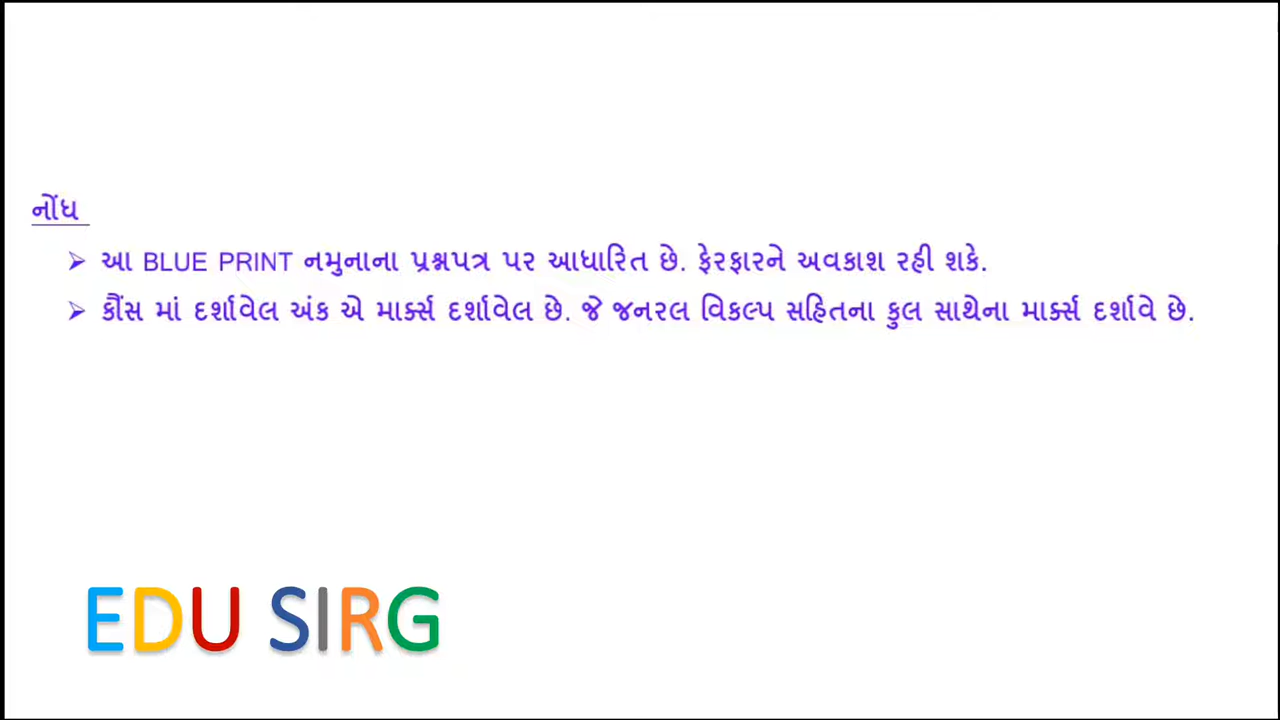 નોંધ
➢ આ BLUE PRINT નમુનાના પ્રશ્નપત્ર પર આધારિત છે. ફેરફારને અવકાશ રહી શકે.
➢ કૌંસ માં દર્શાવેલ અંક એ માર્ક્સ દર્શાવેલ છે. જે જનરલ વિકલ્પ સહિતના કુલ સાથેના માર્ક્સ દર્શાવે છે.
EDU SIRG